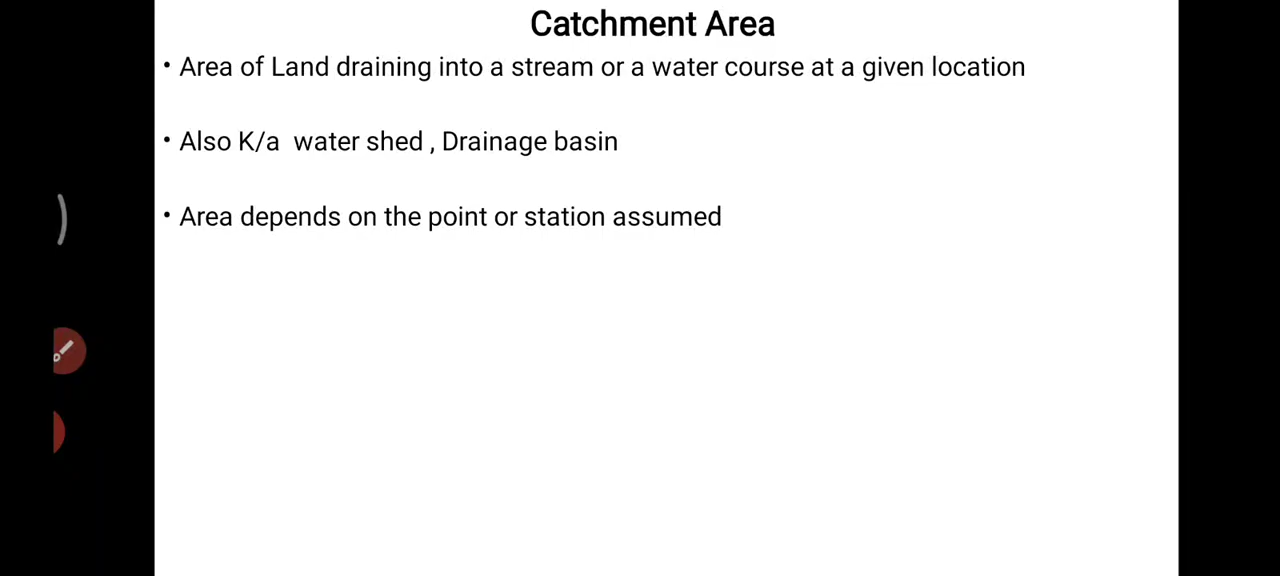 Catchment Area
• Area of Land draining into a stream or a water course at a given location
• Also K/a  water shed , Drainage basin
• Area depends on the point or station assumed